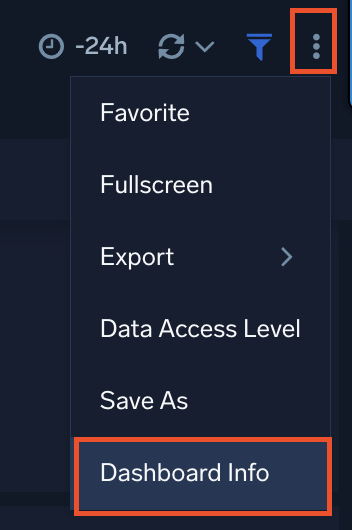 -24h
Favorite
Fullscreen
Export
Data Access Level
Save As
Dashboard Info